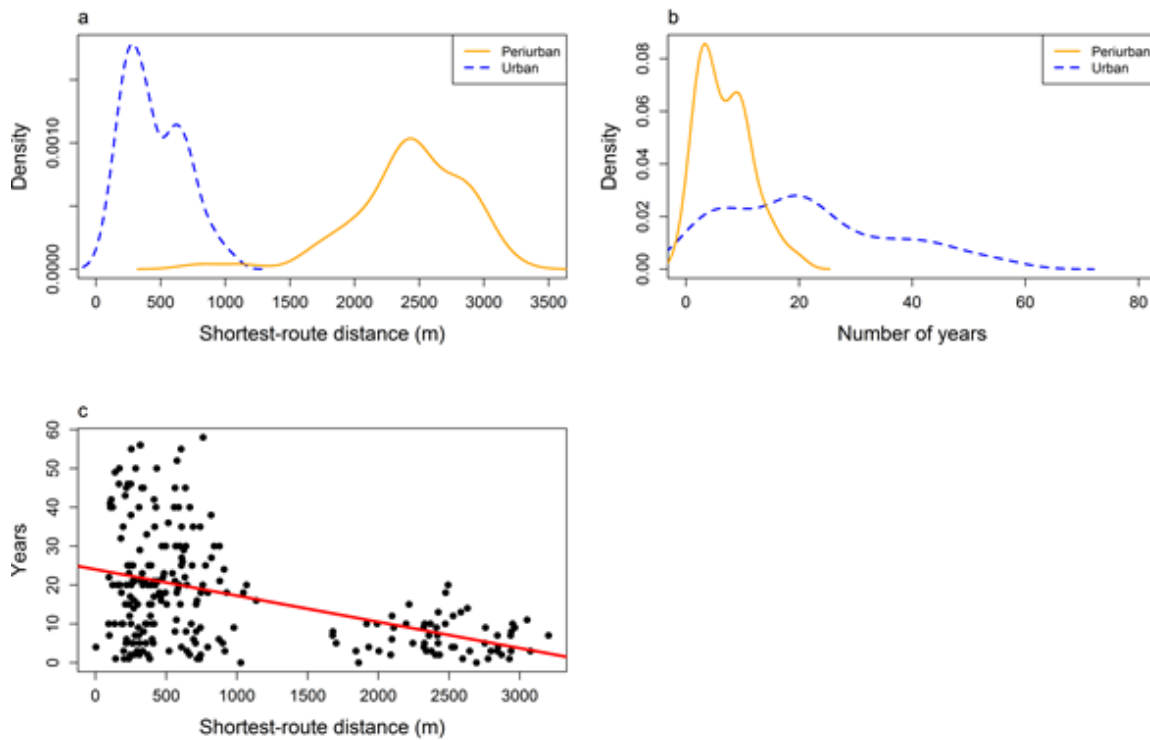 a
Periurban
Urban
Density
0.0000
0.0010
0 500 1000 1500 2000 2500 3000 3500
Shortest-route distance (m)
b
Periurban
Urban
Density
0.00 0.02 0.04 0.06 0.08
0 20 40 60 80
Number of years
c
Years
0 10 20 30 40 50 60
0 500 1000 1500 2000 2500 3000
Shortest-route distance (m)